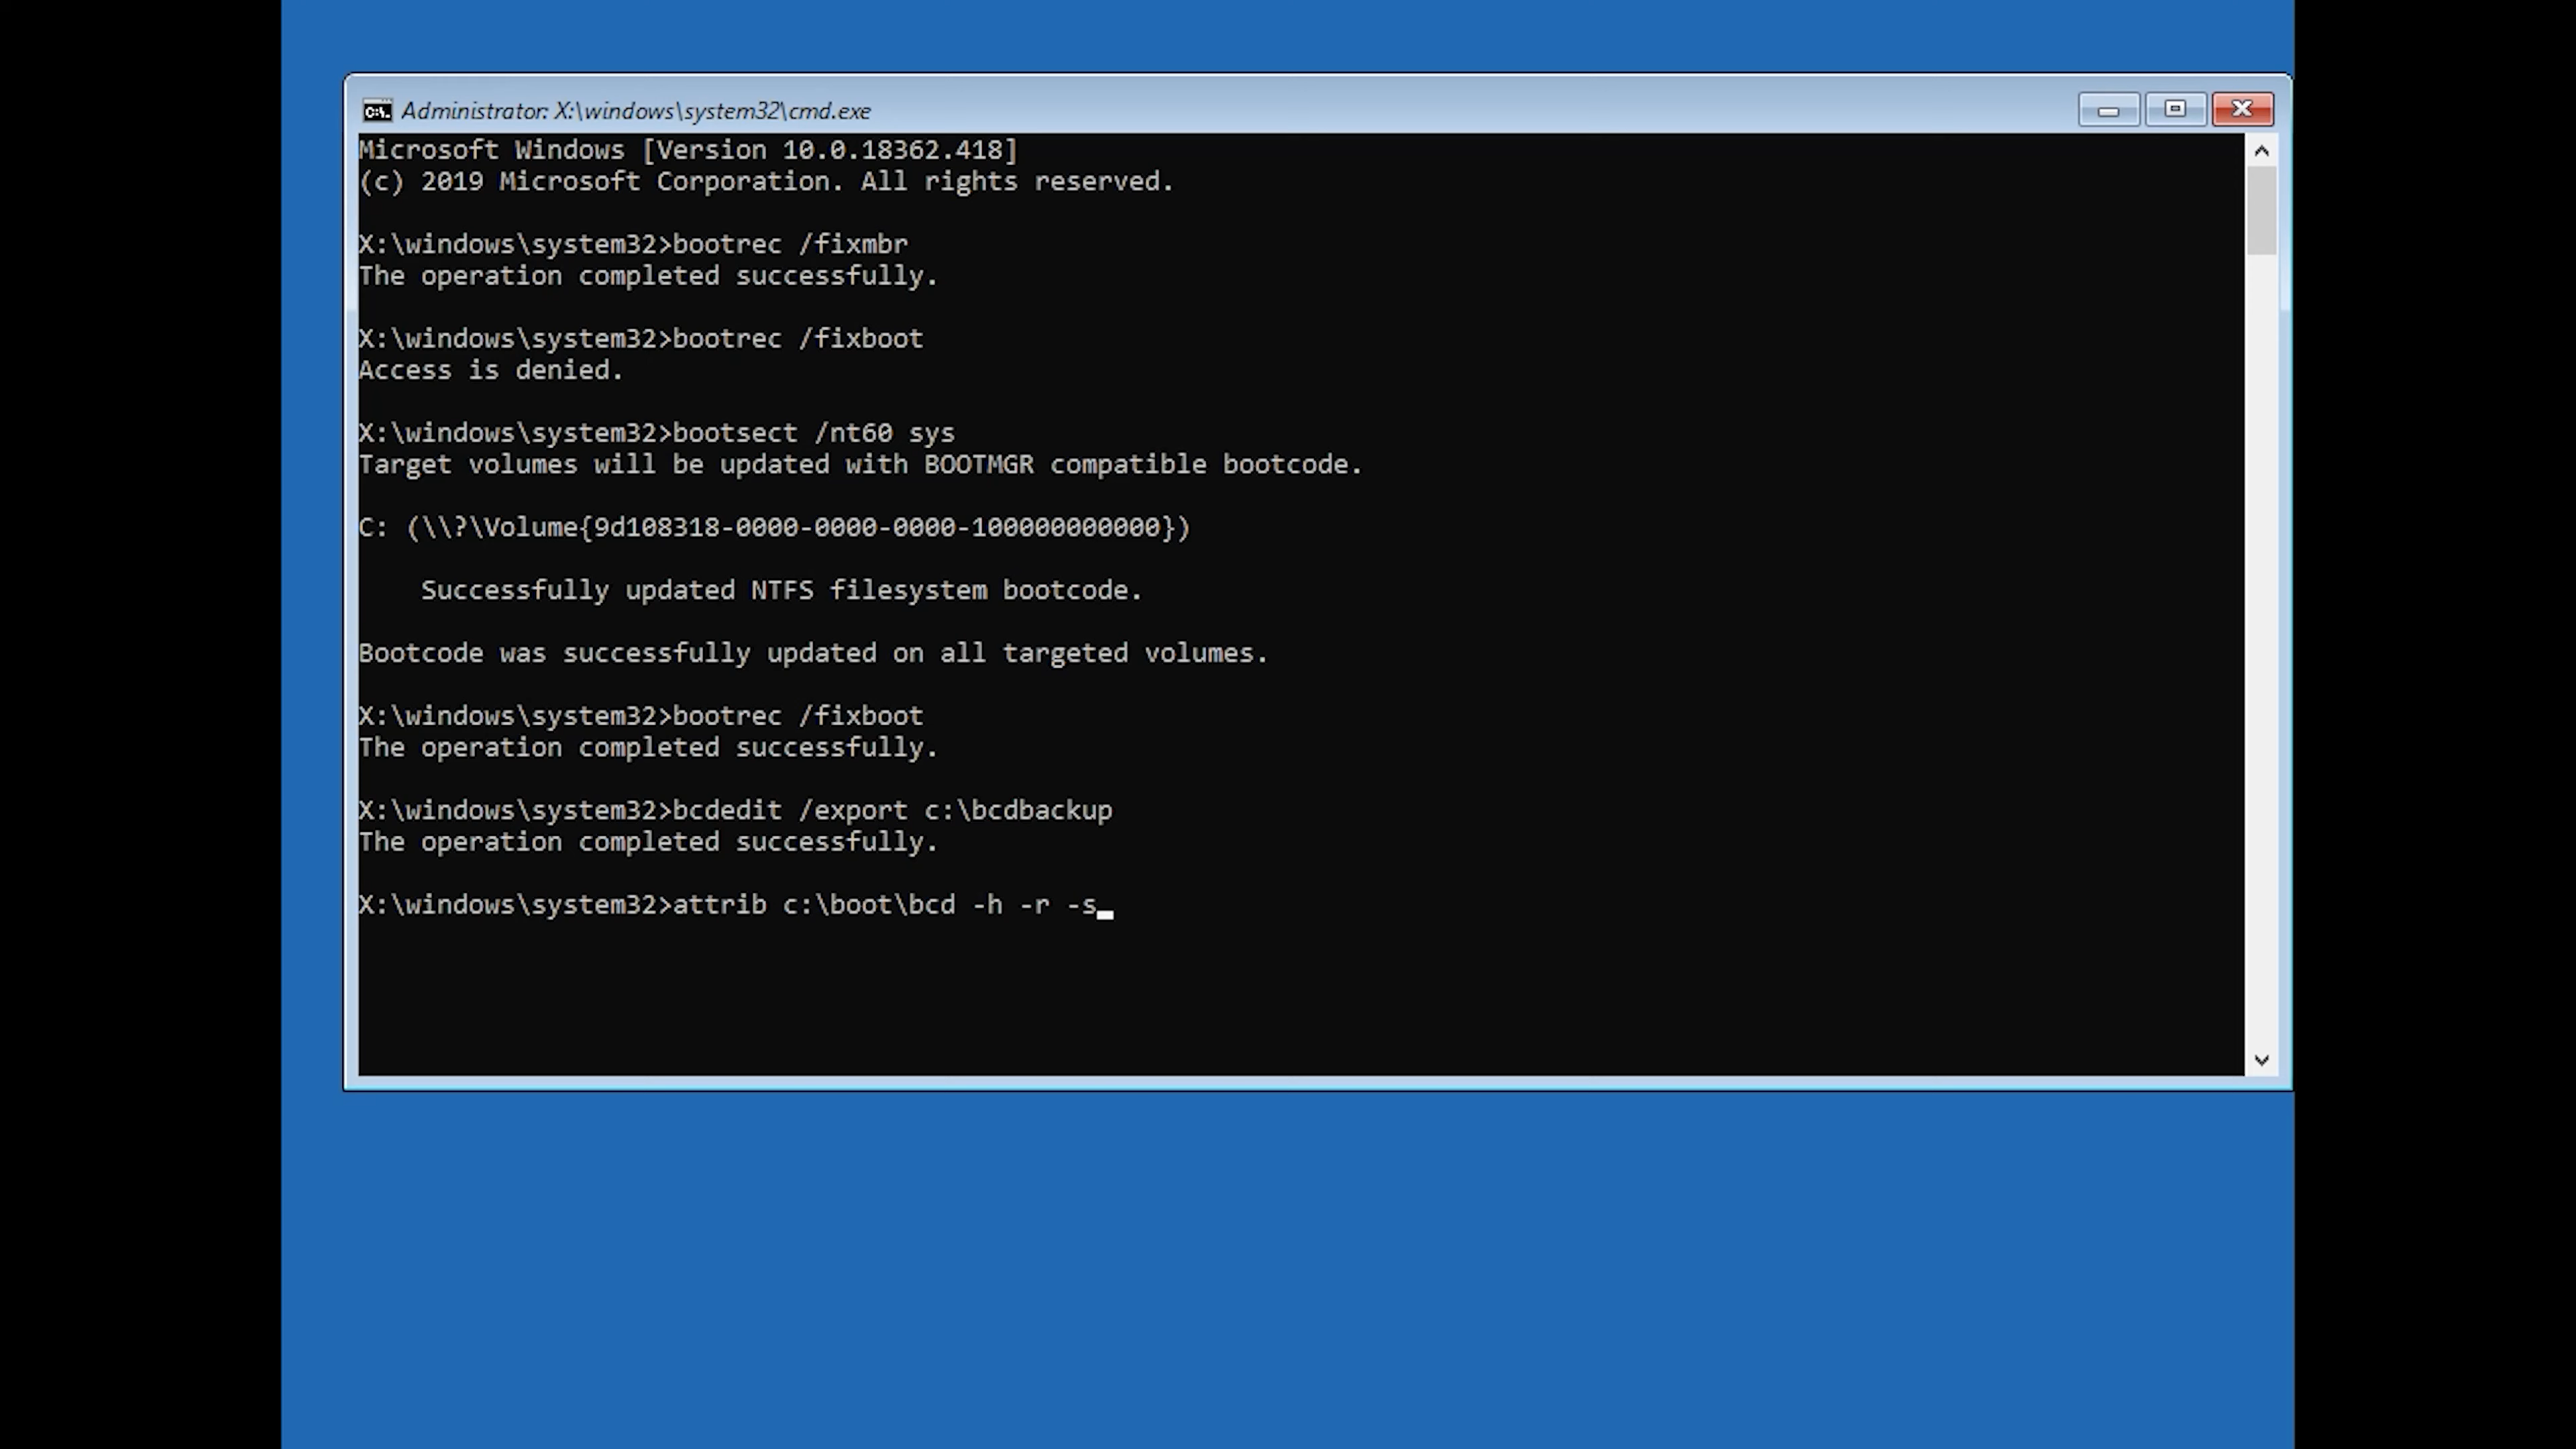 Administrator: X:\windows\system32\cmd.exe
Microsoft Windows [Version 10.0.18362.418]
(c) 2019 Microsoft Corporation. All rights reserved.
X:\windows\system32>bootrec /fixmbr
The operation completed successfully.
X:\windows\system32>bootrec /fixboot
Access is denied.
X:\windows\system32>bootsect /nt60 sys
Target volumes will be updated with BOOTMGR compatible bootcode.
C: (\\?\Volume{9d108318-0000-0000-0000-100000000000})
Successfully updated NTFS filesystem bootcode.
Bootcode was successfully updated on all targeted volumes.
X:\windows\system32>bootrec /fixboot
The operation completed successfully.
X:\windows\system32>bcdedit /export c:\bcdbackup
The operation completed successfully.
X:\windows\system32>attrib c:\boot\bcd -h -r -s